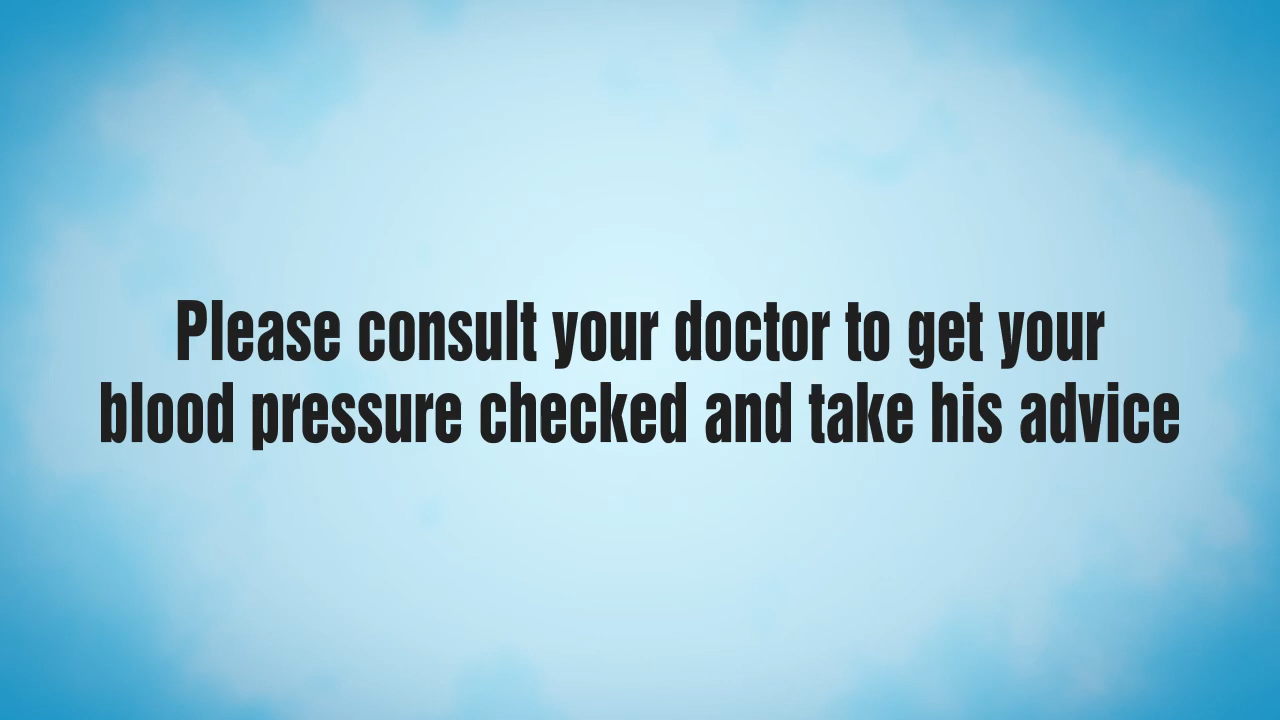 Please consult your doctor to get your
blood pressure checked and take his advice